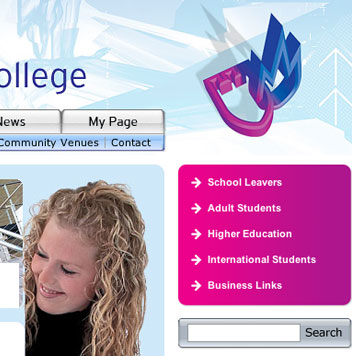 ollege
News
My Page
Community Venues
Contact
School Leavers
Adult Students
Higher Education
International Students
Business Links
Search